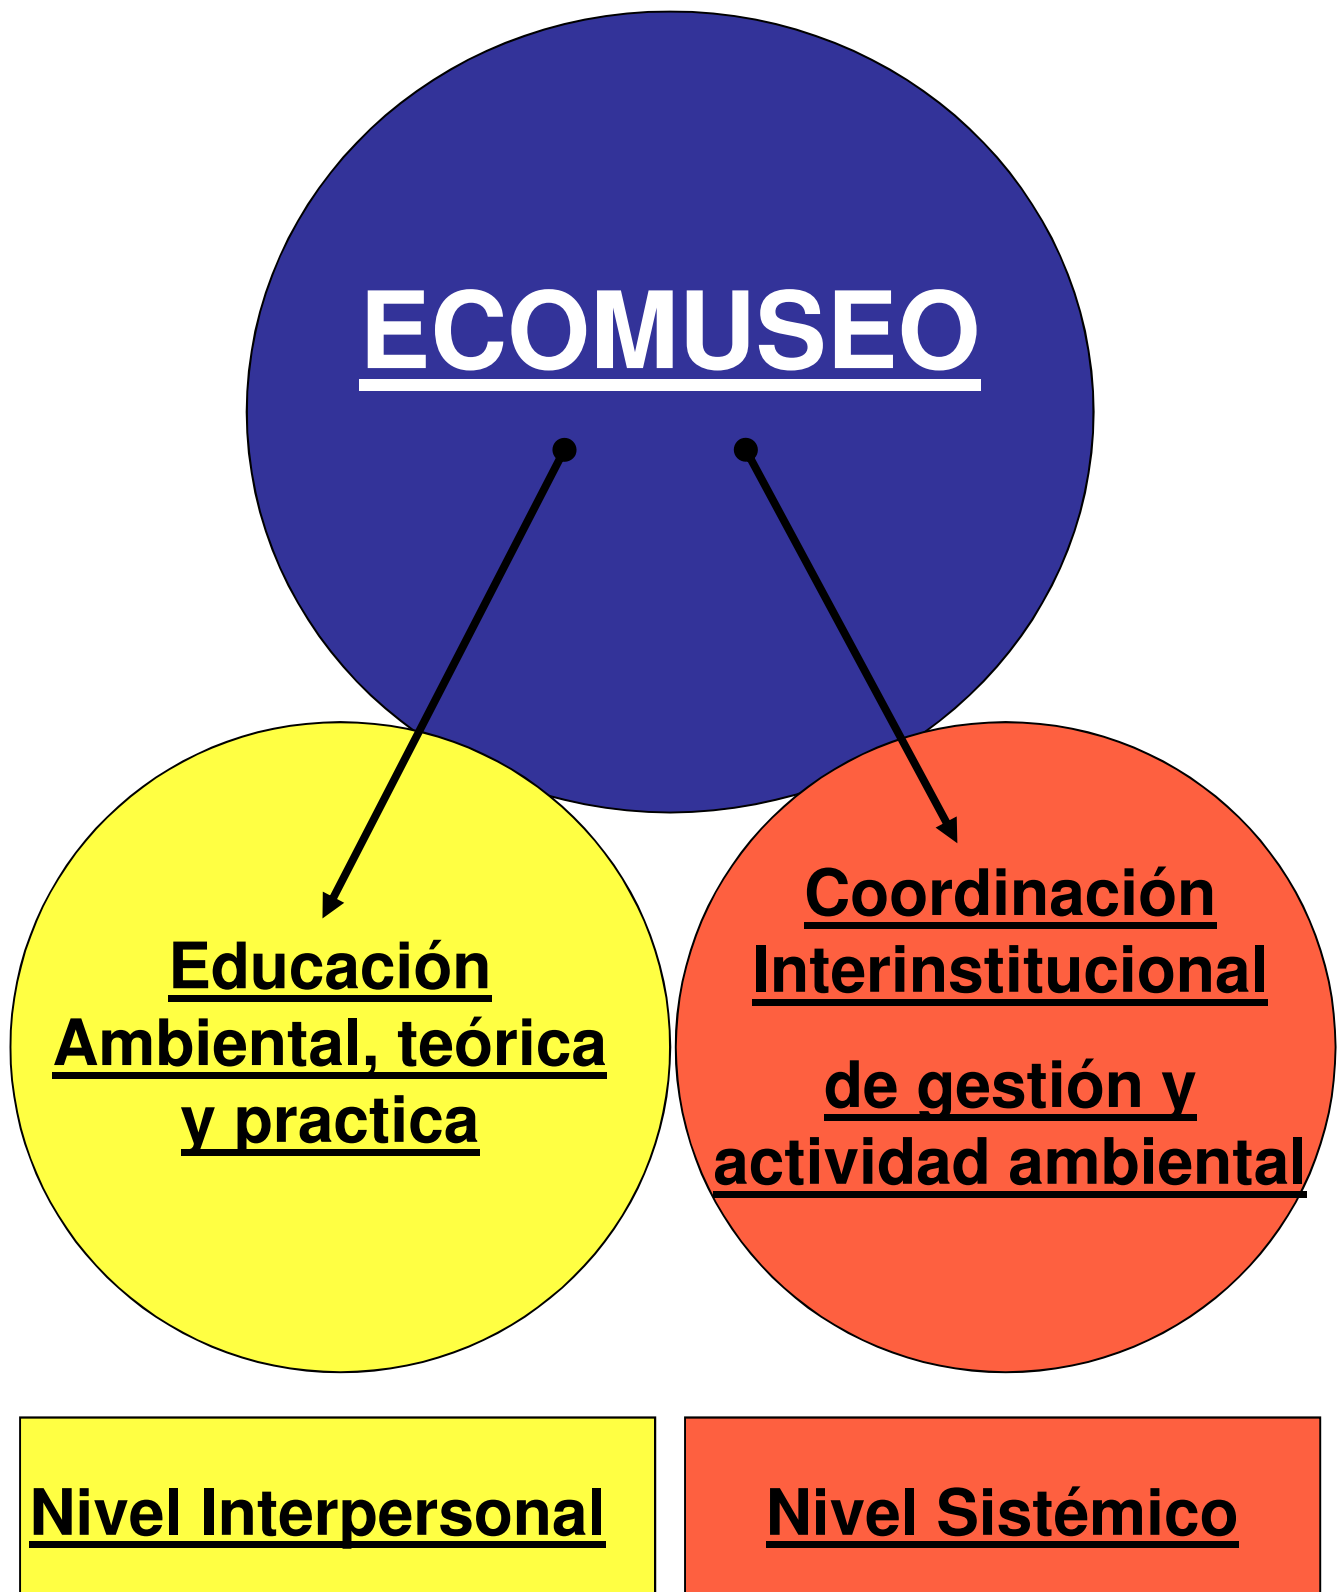 ECOMUSEO
Educación
Ambiental, teórica
y practica
Coordinación
Interinstitucional
de gestión y
actividad ambiental
Nivel Interpersonal
Nivel Sistémico